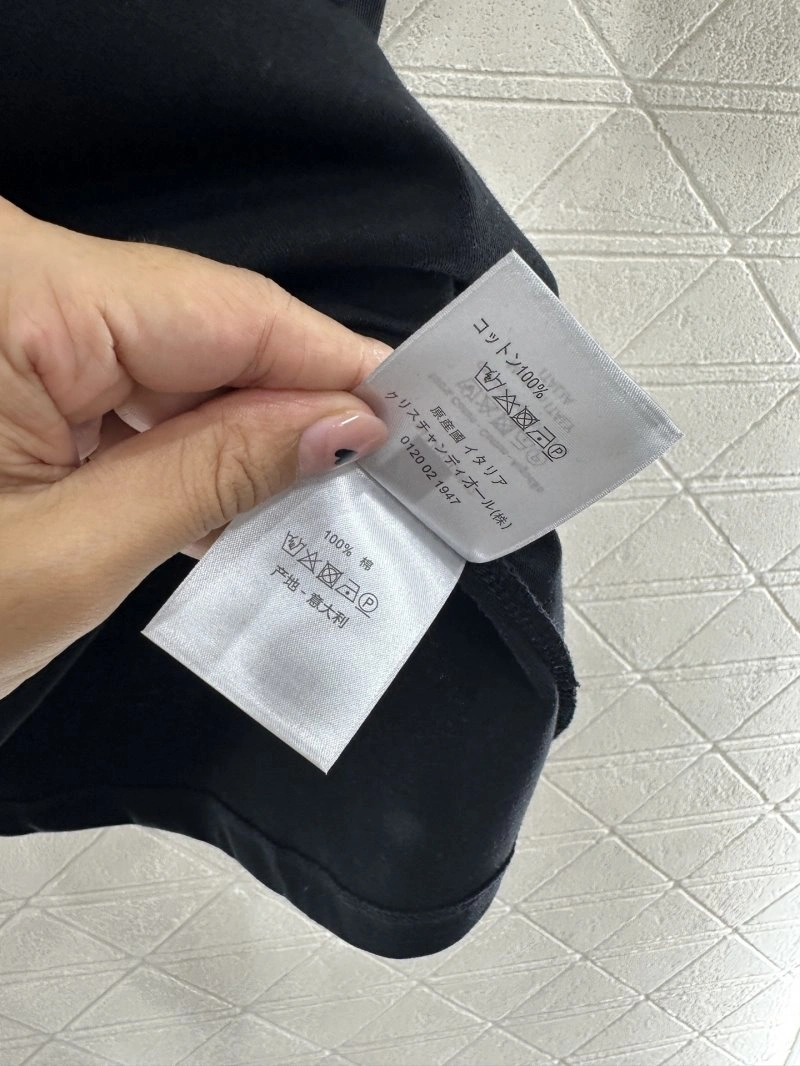 コットン100%
原産國 イタリア
クリスチャンディオール(株)
0120 02 1947
100% 棉
产地 - 意大利